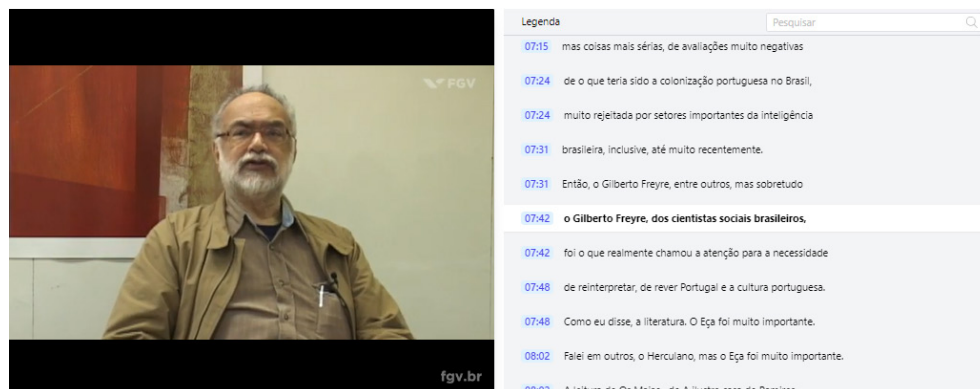 FGV
fgv.br
Legenda
Pesquisar
07:15 mas coisas mais sérias, de avaliações muito negativas
07:24 de o que teria sido a colonização portuguesa no Brasil,
07:24 muito rejeitada por setores importantes da inteligência
07:31 brasileira, inclusive, até muito recentemente.
07:31 Então, o Gilberto Freyre, entre outros, mas sobretudo
07:42 o Gilberto Freyre, dos cientistas sociais brasileiros,
07:42 foi o que realmente chamou a atenção para a necessidade
07:48 de reinterpretar, de rever Portugal e a cultura portuguesa.
07:48 Como eu disse, a literatura. O Eça foi muito importante.
08:02 Falei em outros, o Herculano, mas o Eça foi muito importante.